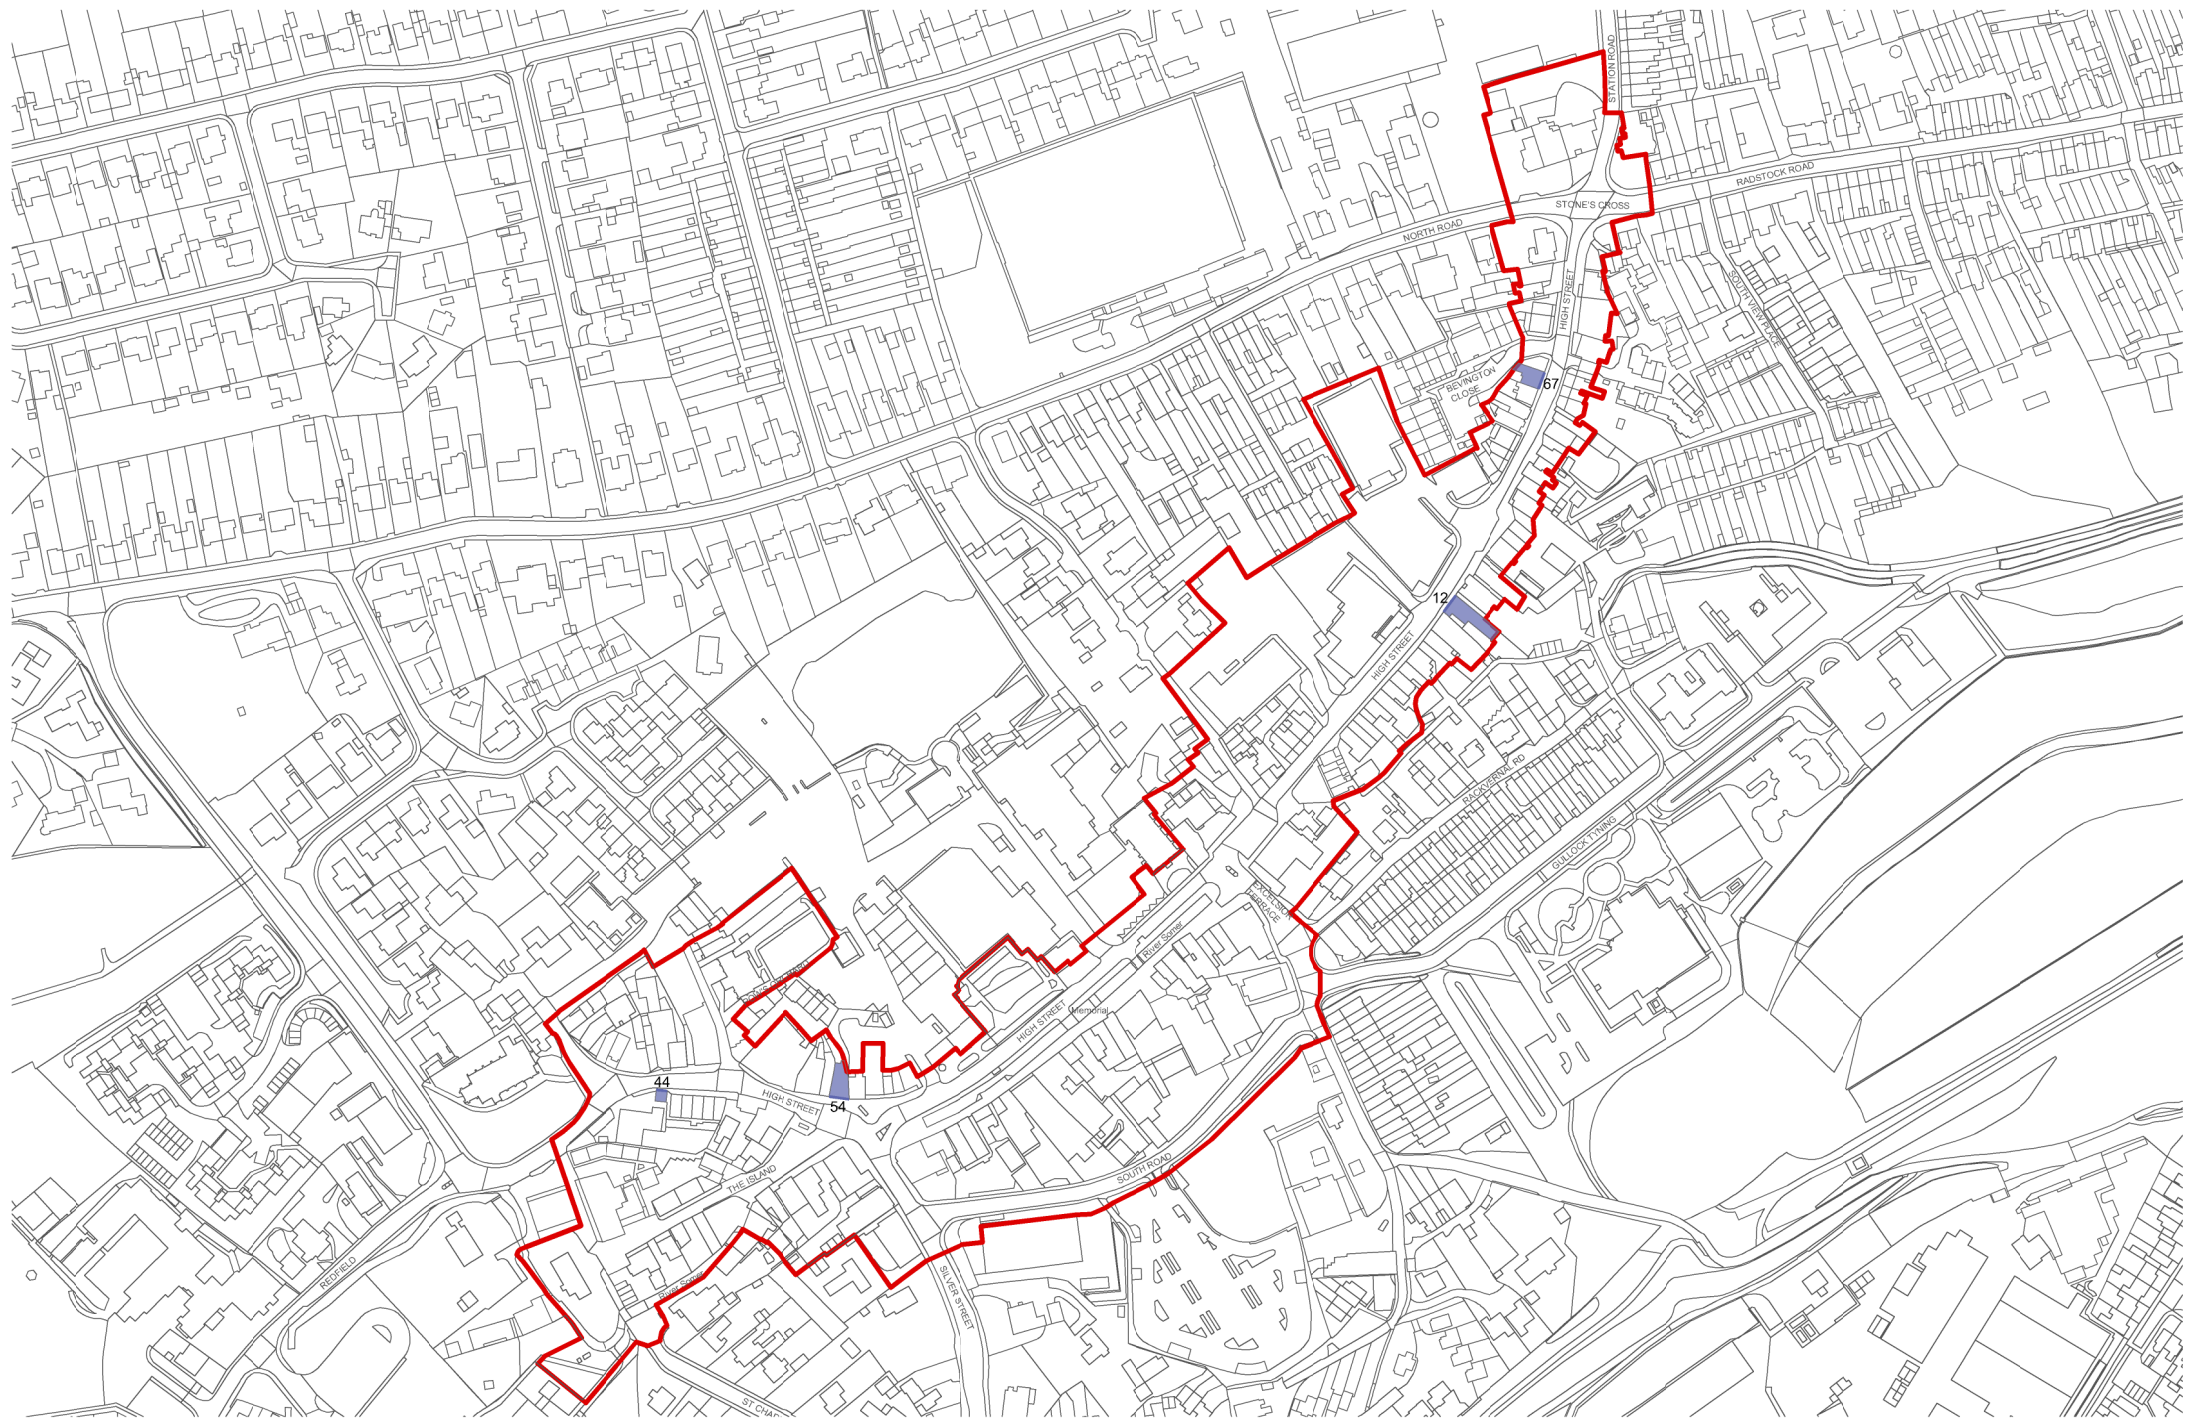 STATION ROAD
RADSTOCK ROAD
STONE'S CROSS
NORTH ROAD
HIGH STREET
SOUTH VIEW PLACE
BEVINGTON
CLOSE
67
12
HIGH STREET
RACKVERNAL RD
GULLOCK TYNING
EXCELSIOR
TERRACE
River Somer
HIGH STREET
Memorial
44
54
HIGH STREET
SOUTH ROAD
THE ISLAND
REDFIELD
River Somer
SILVER STREET